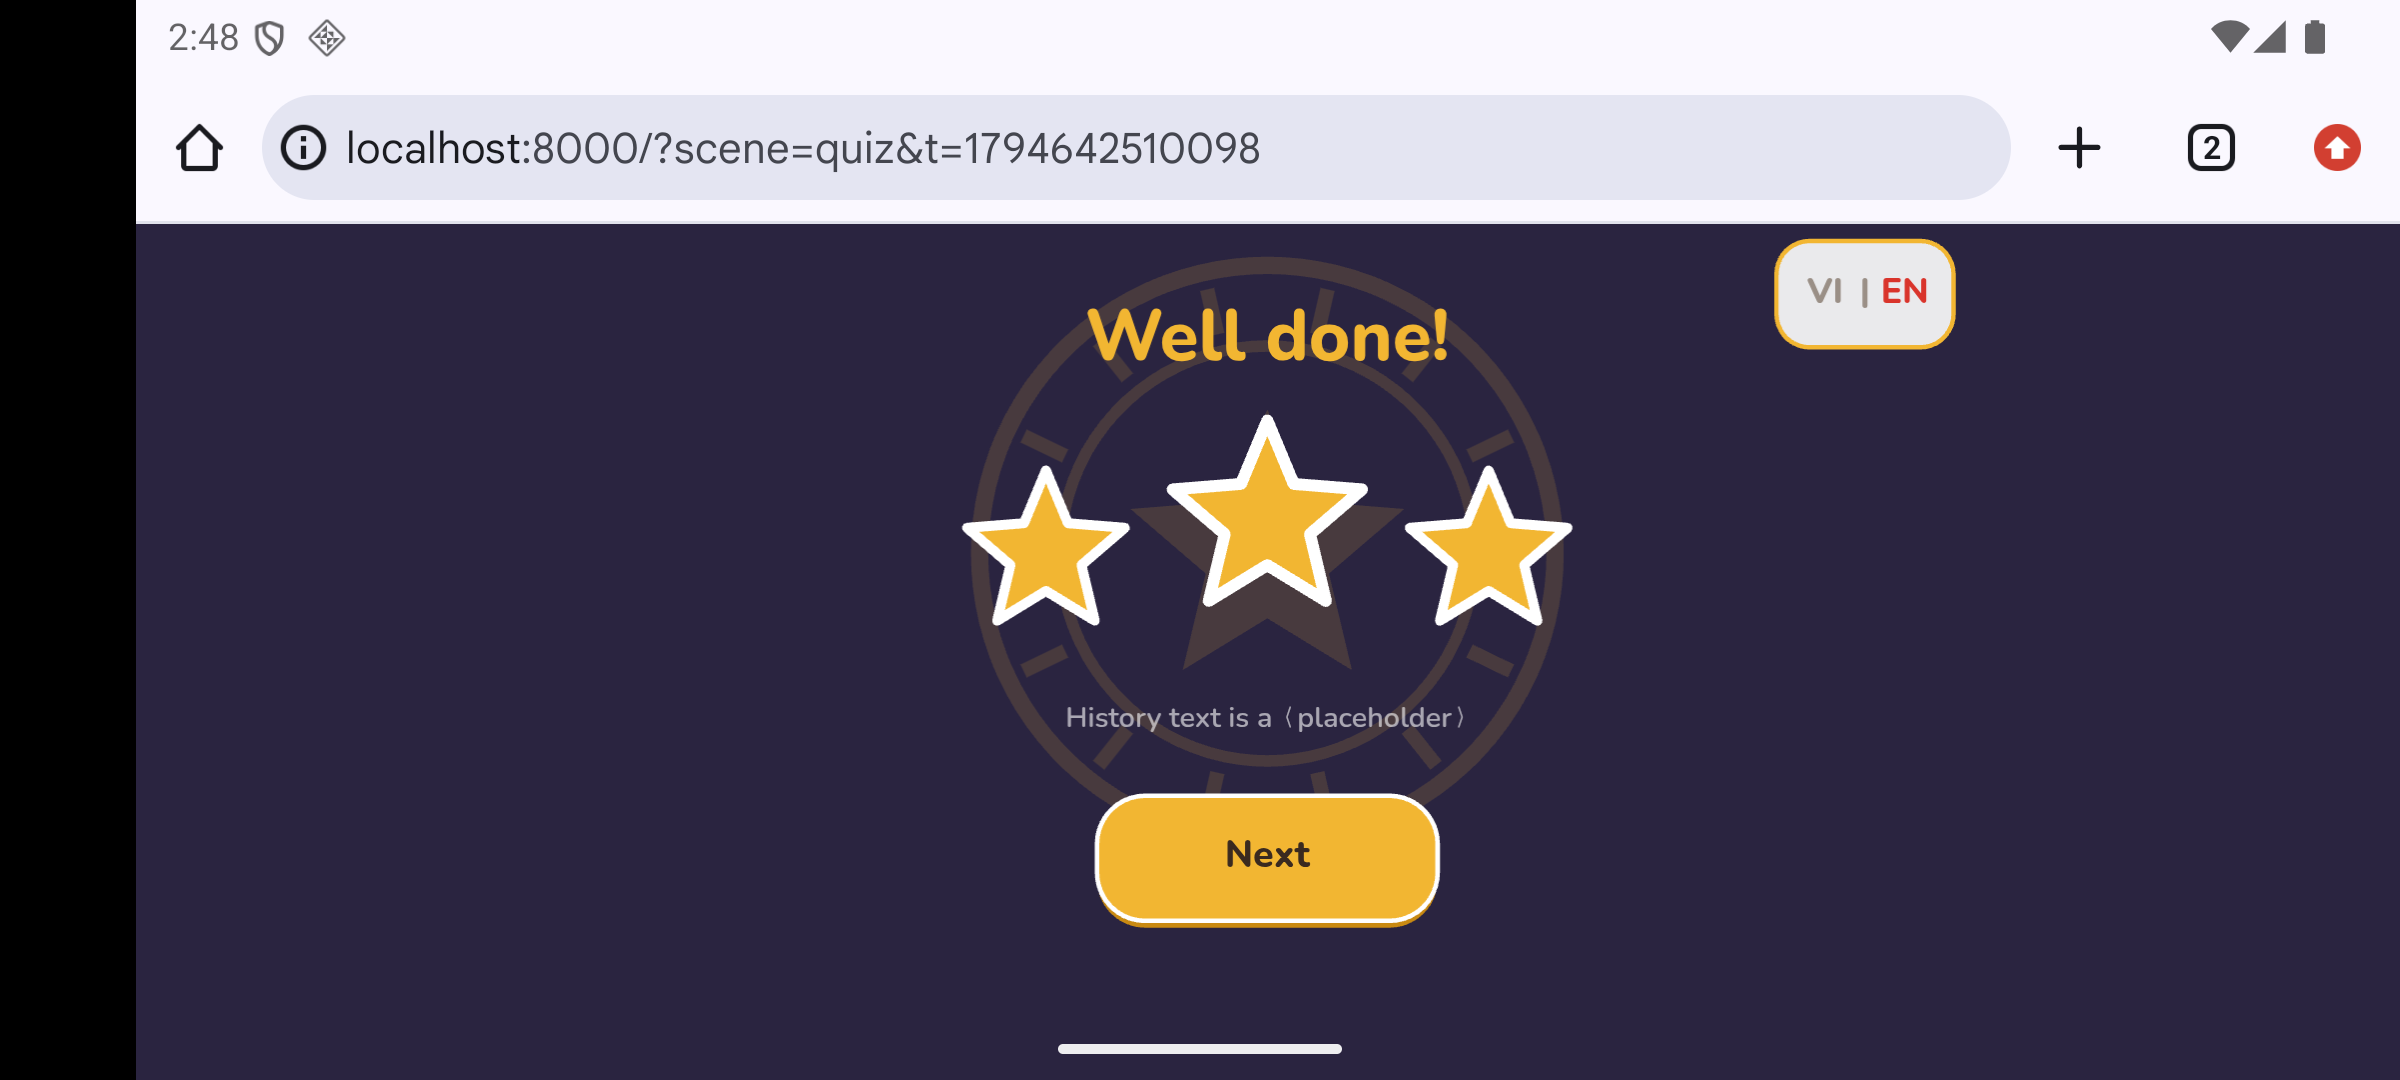 2:48
localhost:8000/?scene=quiz&t=1794642510098
2
VI | EN
Well done!
History text is a ⟨placeholder⟩
Next